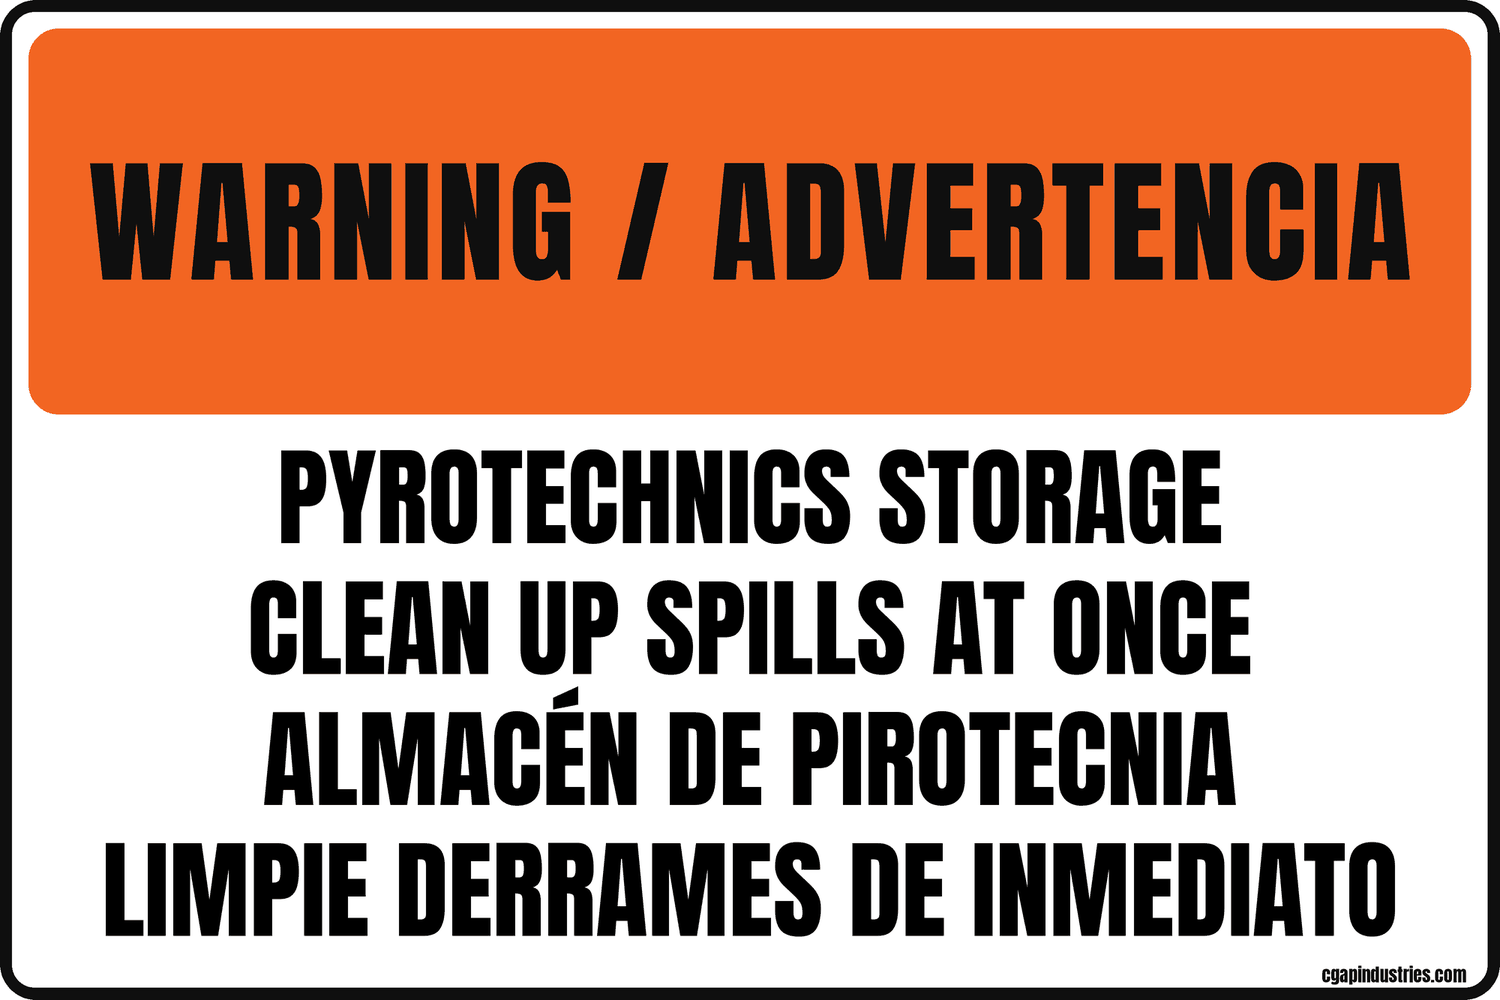 WARNING / ADVERTENCIA
PYROTECHNICS STORAGE
CLEAN UP SPILLS AT ONCE
ALMACÉN DE PIROTECNIA
LIMPIE DERRAMES DE INMEDIATO
cgapindustries.com